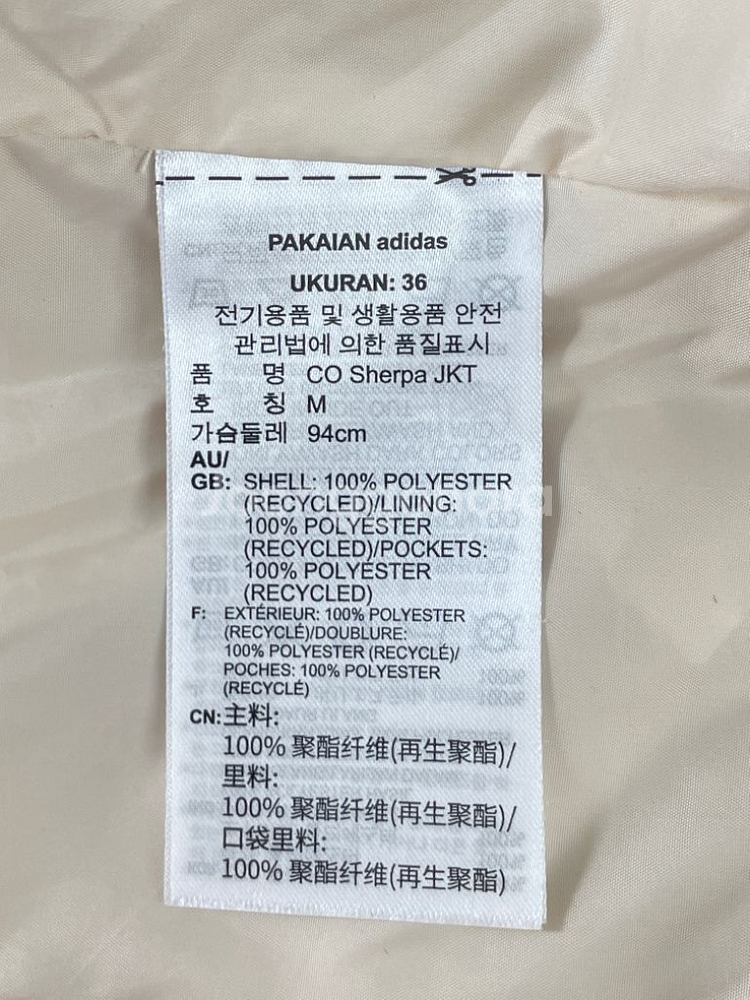 PAKAIAN adidas
UKURAN: 36
전기용품 및 생활용품 안전
관리법에 의한 품질표시
품 명 CO Sherpa JKT
호 칭 M
가슴둘레 94cm
AU/
GB: SHELL: 100% POLYESTER
(RECYCLED)/LINING:
100% POLYESTER
(RECYCLED)/POCKETS:
100% POLYESTER
(RECYCLED)
F: EXTÉRIEUR: 100% POLYESTER
(RECYCLÉ)/DOUBLURE:
100% POLYESTER (RECYCLÉ)/
POCHES: 100% POLYESTER
(RECYCLÉ)
CN: 主料:
100% 聚酯纤维(再生聚酯)/
里料:
100% 聚酯纤维(再生聚酯)/
口袋里料:
100% 聚酯纤维(再生聚酯)